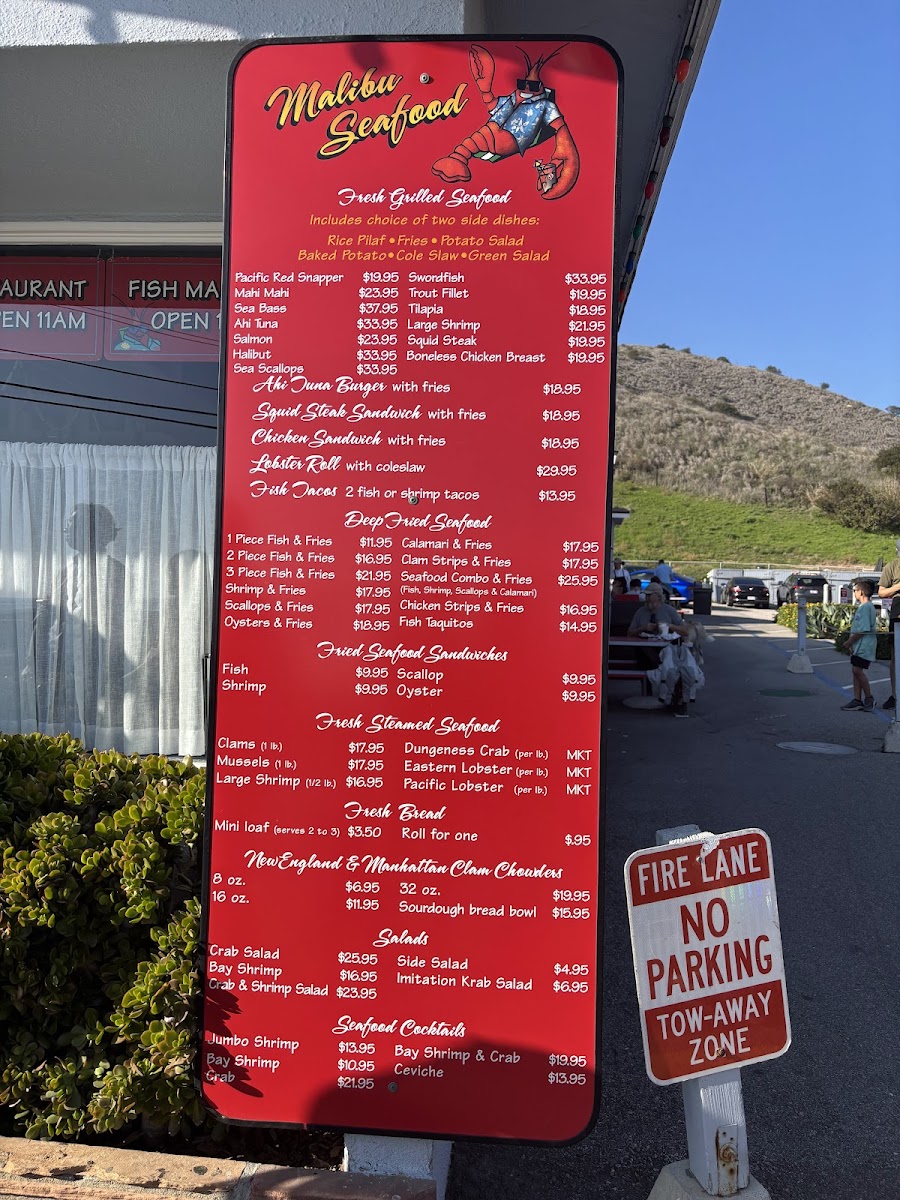 Malibu
Seafood
Fresh Grilled Seafood
Includes choice of two side dishes:
Rice Pilaf • Fries • Potato Salad
Baked Potato • Cole Slaw • Green Salad
Pacific Red Snapper $19.95 Swordfish $33.95
Mahi Mahi $23.95 Trout Fillet $19.95
Sea Bass $37.95 Tilapia $18.95
Ahi Tuna $33.95 Large Shrimp $21.95
Salmon $23.95 Squid Steak $19.95
Halibut $33.95 Boneless Chicken Breast $19.95
Sea Scallops $33.95
Ahi Tuna Burger with fries $18.95
Squid Steak Sandwich with fries $18.95
Chicken Sandwich with fries $18.95
Lobster Roll with coleslaw $29.95
Fish Tacos 2 fish or shrimp tacos $13.95
Deep Fried Seafood
1 Piece Fish & Fries $11.95 Calamari & Fries $17.95
2 Piece Fish & Fries $16.95 Clam Strips & Fries $17.95
3 Piece Fish & Fries $21.95 Seafood Combo & Fries $25.95
Shrimp & Fries $17.95 (Fish, Shrimp, Scallops & Calamari)
Scallops & Fries $17.95 Chicken Strips & Fries $16.95
Oysters & Fries $18.95 Fish Taquitos $14.95
Fried Seafood Sandwiches
Fish $9.95 Scallop $9.95
Shrimp $9.95 Oyster $9.95
Fresh Steamed Seafood
Clams (1 lb.) $17.95 Dungeness Crab (per lb.) MKT
Mussels (1 lb.) $17.95 Eastern Lobster (per lb.) MKT
Large Shrimp (1/2 lb.) $16.95 Pacific Lobster (per lb.) MKT
Fresh Bread
Mini loaf (serves 2 to 3) $3.50 Roll for one $.95
New England & Manhattan Clam Chowders
8 oz. $6.95 32 oz. $19.95
16 oz. $11.95 Sourdough bread bowl $15.95
Salads
Crab Salad $25.95 Side Salad $4.95
Bay Shrimp $16.95 Imitation Krab Salad $6.95
Crab & Shrimp Salad $23.95
Seafood Cocktails
Jumbo Shrimp $13.95 Bay Shrimp & Crab $19.95
Bay Shrimp $10.95 Ceviche $13.95
Crab $21.95
AURANT
EN 11AM
FISH MA
OPEN 1
FIRE LANE
NO
PARKING
TOW-AWAY
ZONE